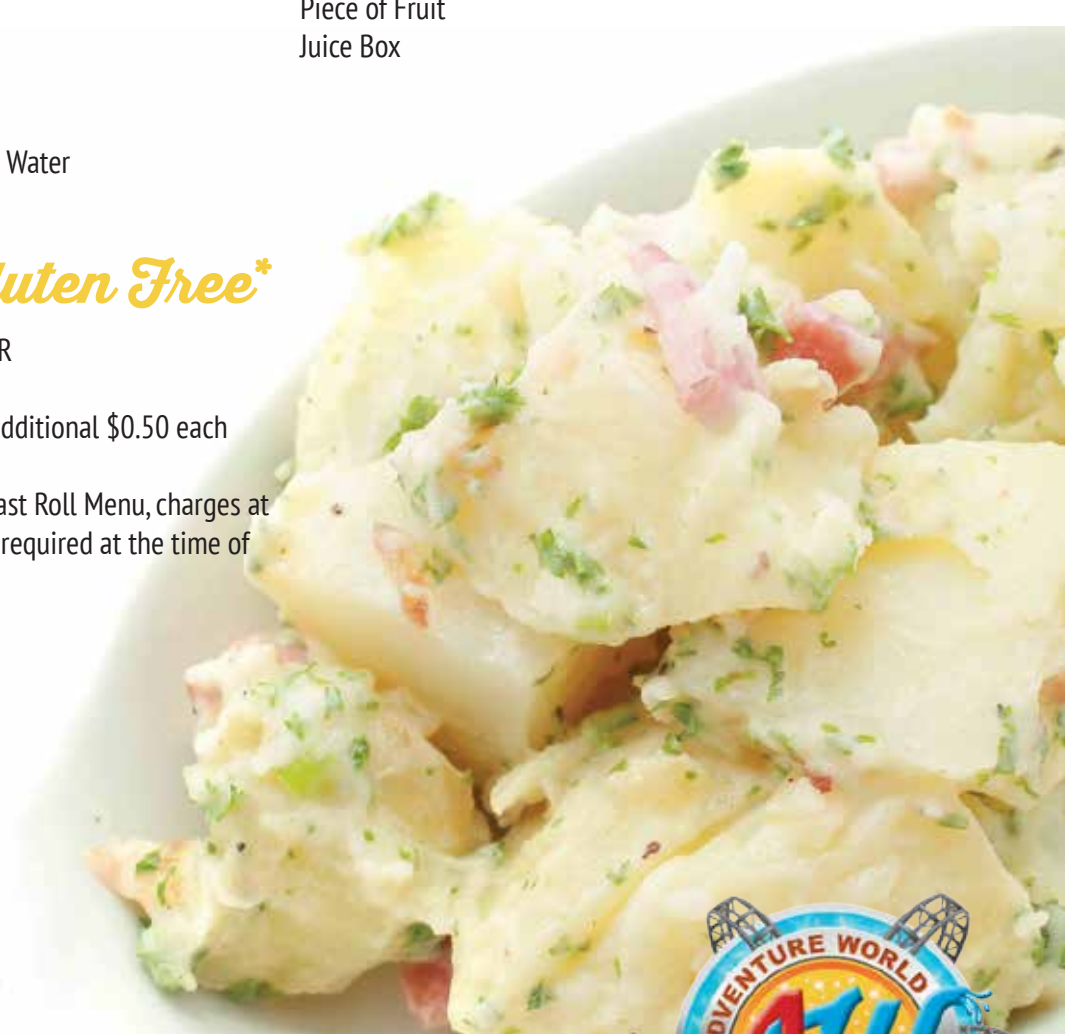 Piece of Fruit
Juice Box
Water
luten Free*
R
dditional $0.50 each
ast Roll Menu, charges at
required at the time of
DVENTURE WORLD